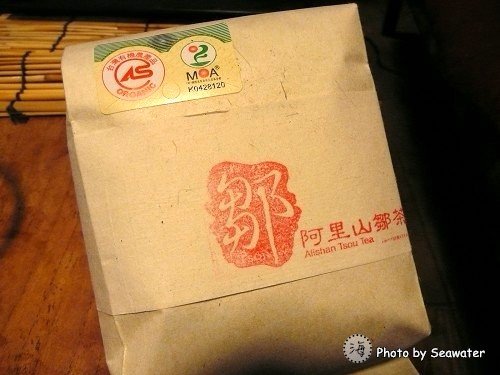 台灣有機農產品
ORGANIC
MOA®
K0428120
鄒
阿里山鄒茶
Alishan Tsou Tea
海
Photo by Seawater